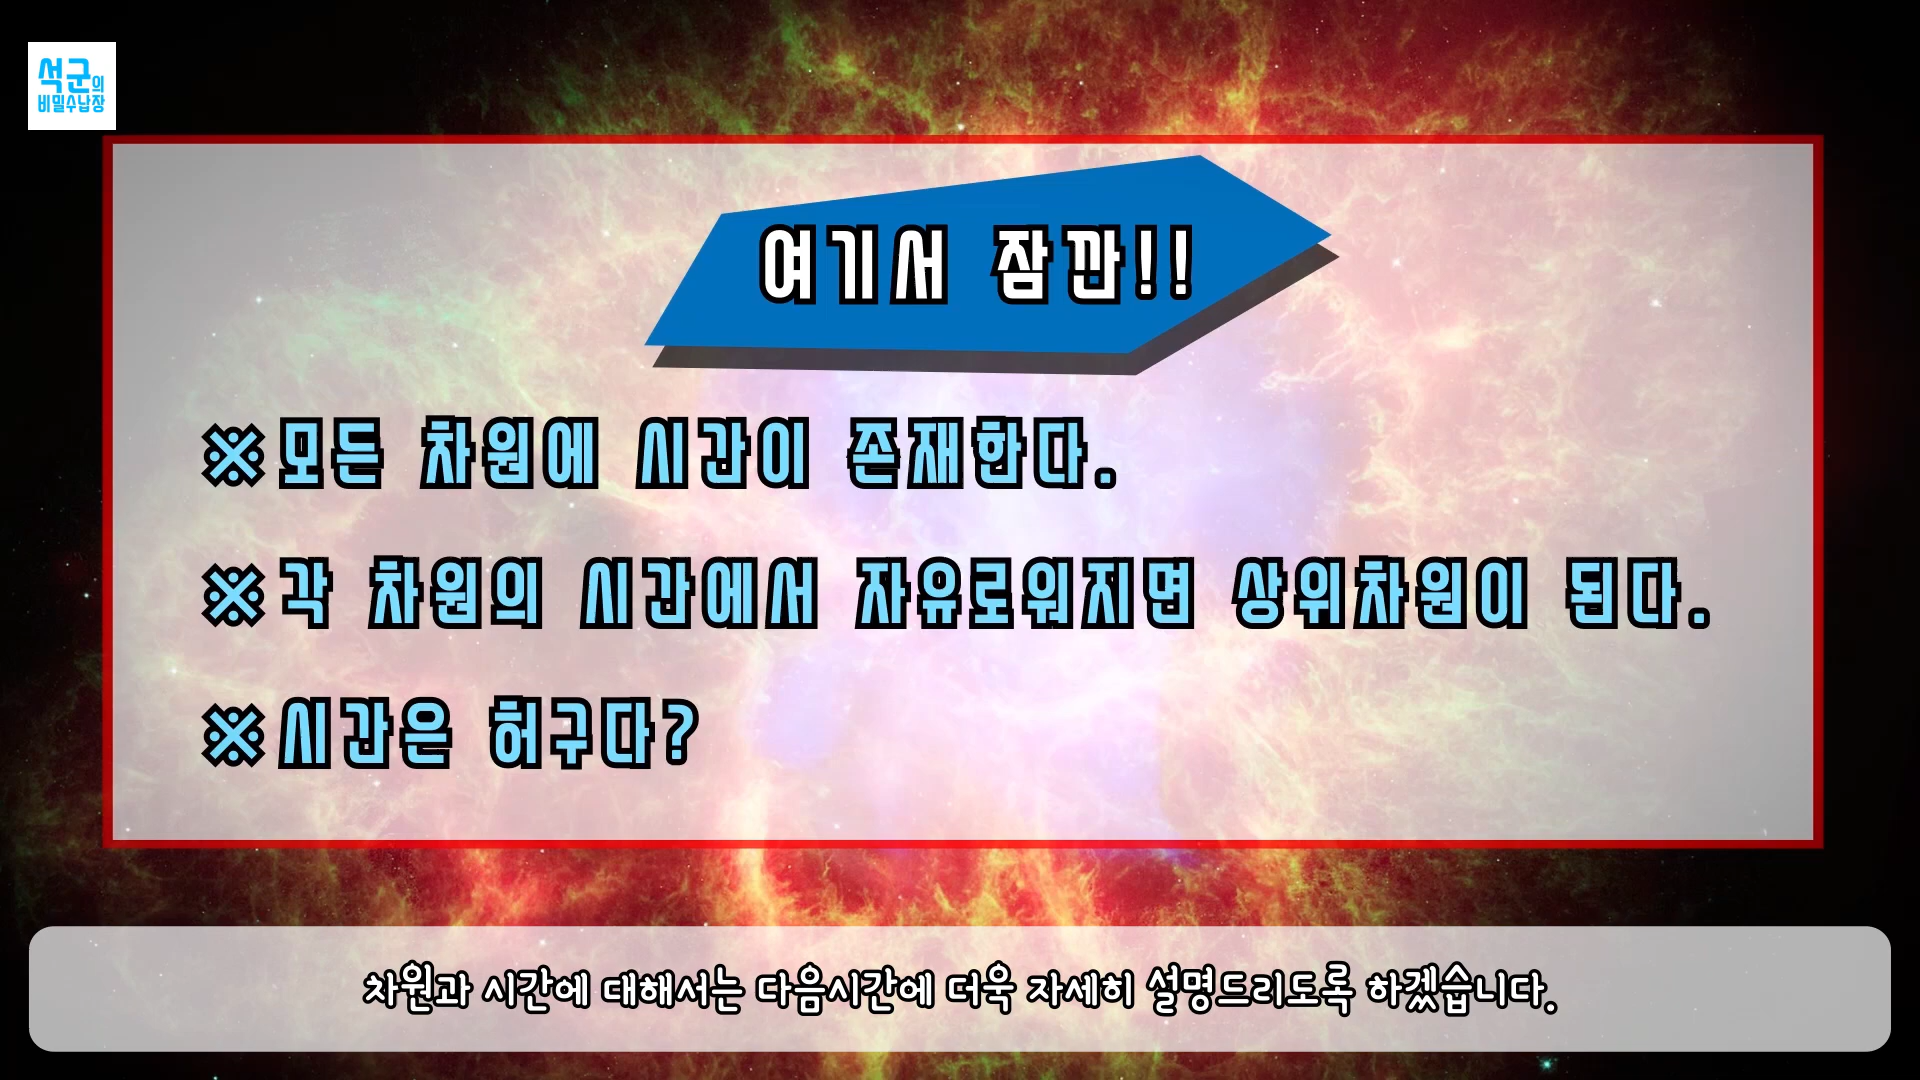 석군의
비밀수납장
여기서 잠깐!!
※모든 차원에 시간이 존재한다.
※각 차원의 시간에서 자유로워지면 상위차원이 된다.
※시간은 허구다?
차원과 시간에 대해서는 다음시간에 더욱 자세히 설명드리도록 하겠습니다.